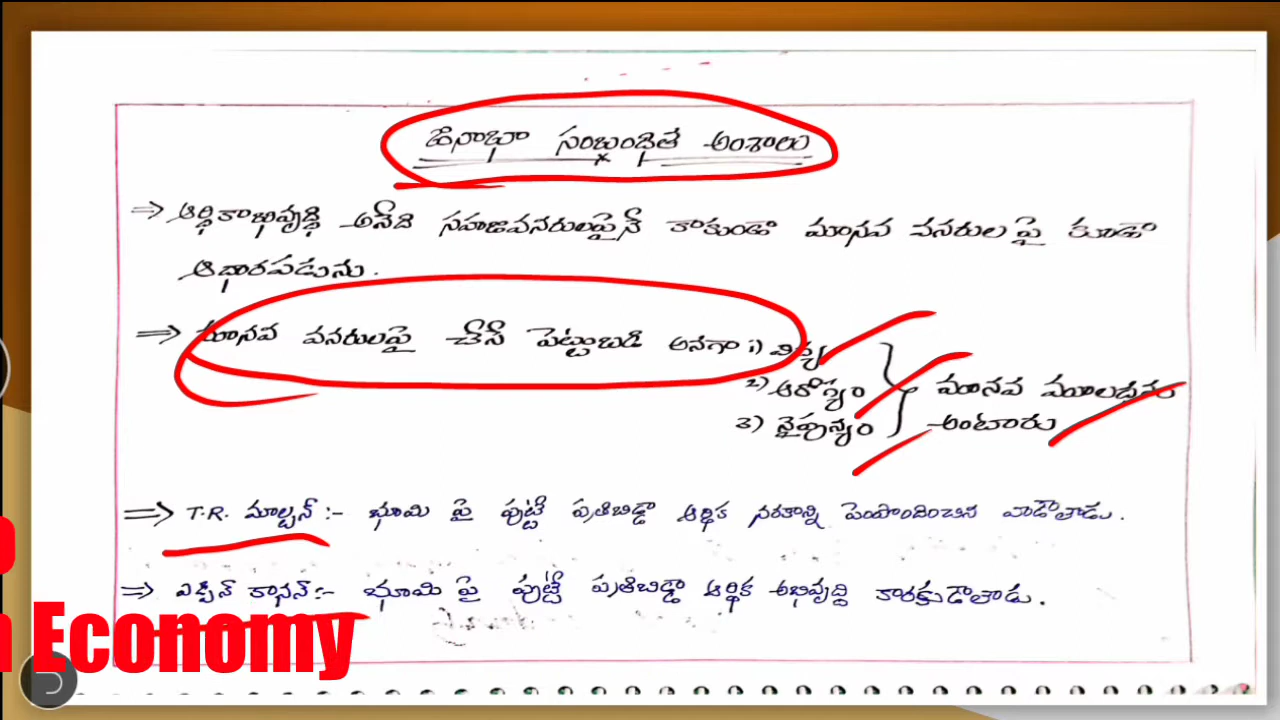 జనాభా సంబంధిత అంశాలు
⇒ ఆర్థికాభివృద్ధి అనేది సహజవనరులపైనే కాకుండా మానవ వనరుల పై కూడా
ఆధారపడును.
⇒ మానవ వనరులపై చేసే పెట్టుబడి అనగా 1) విద్య
2) ఆరోగ్యం మానవ మూలధనం
3) నైపున్యం అంటారు
⇒ T.R. మాల్థస్ :- భూమి పై పుట్టే ప్రతిబిడ్డా ఆర్థిక నరకాన్ని పెంపొందించిన వాడౌతాడు.
⇒ ఎడ్విన్ కానన్ :- భూమి పై పుట్టే ప్రతిబిడ్డా ఆర్థిక అభివృద్ధి కారకుడౌతాడు.
Economy